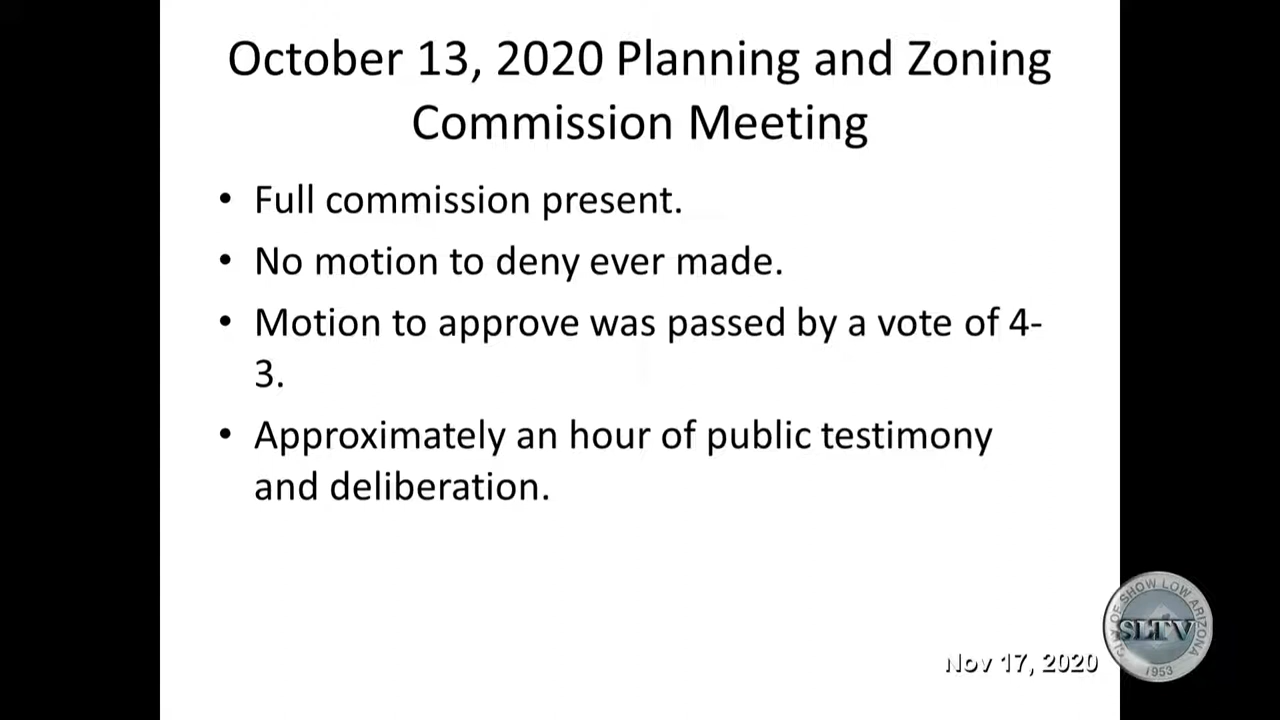 October 13, 2020 Planning and Zoning
Commission Meeting
• Full commission present.
• No motion to deny ever made.
• Motion to approve was passed by a vote of 4-
3.
• Approximately an hour of public testimony
and deliberation.
CITY OF SHOW LOW ARIZONA
SLTV
1953
Nov 17, 2020